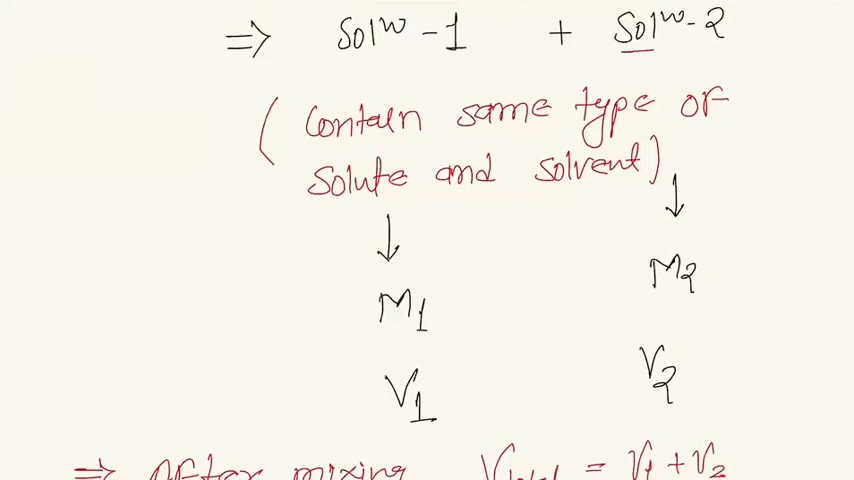 ⇒ Solⁿ - 1 + Solⁿ - 2
(Contain same type of
solute and solvent)
↓ ↓
M₁ M₂
V₁ V₂
⇒ After mixing V = V₁ + V₂